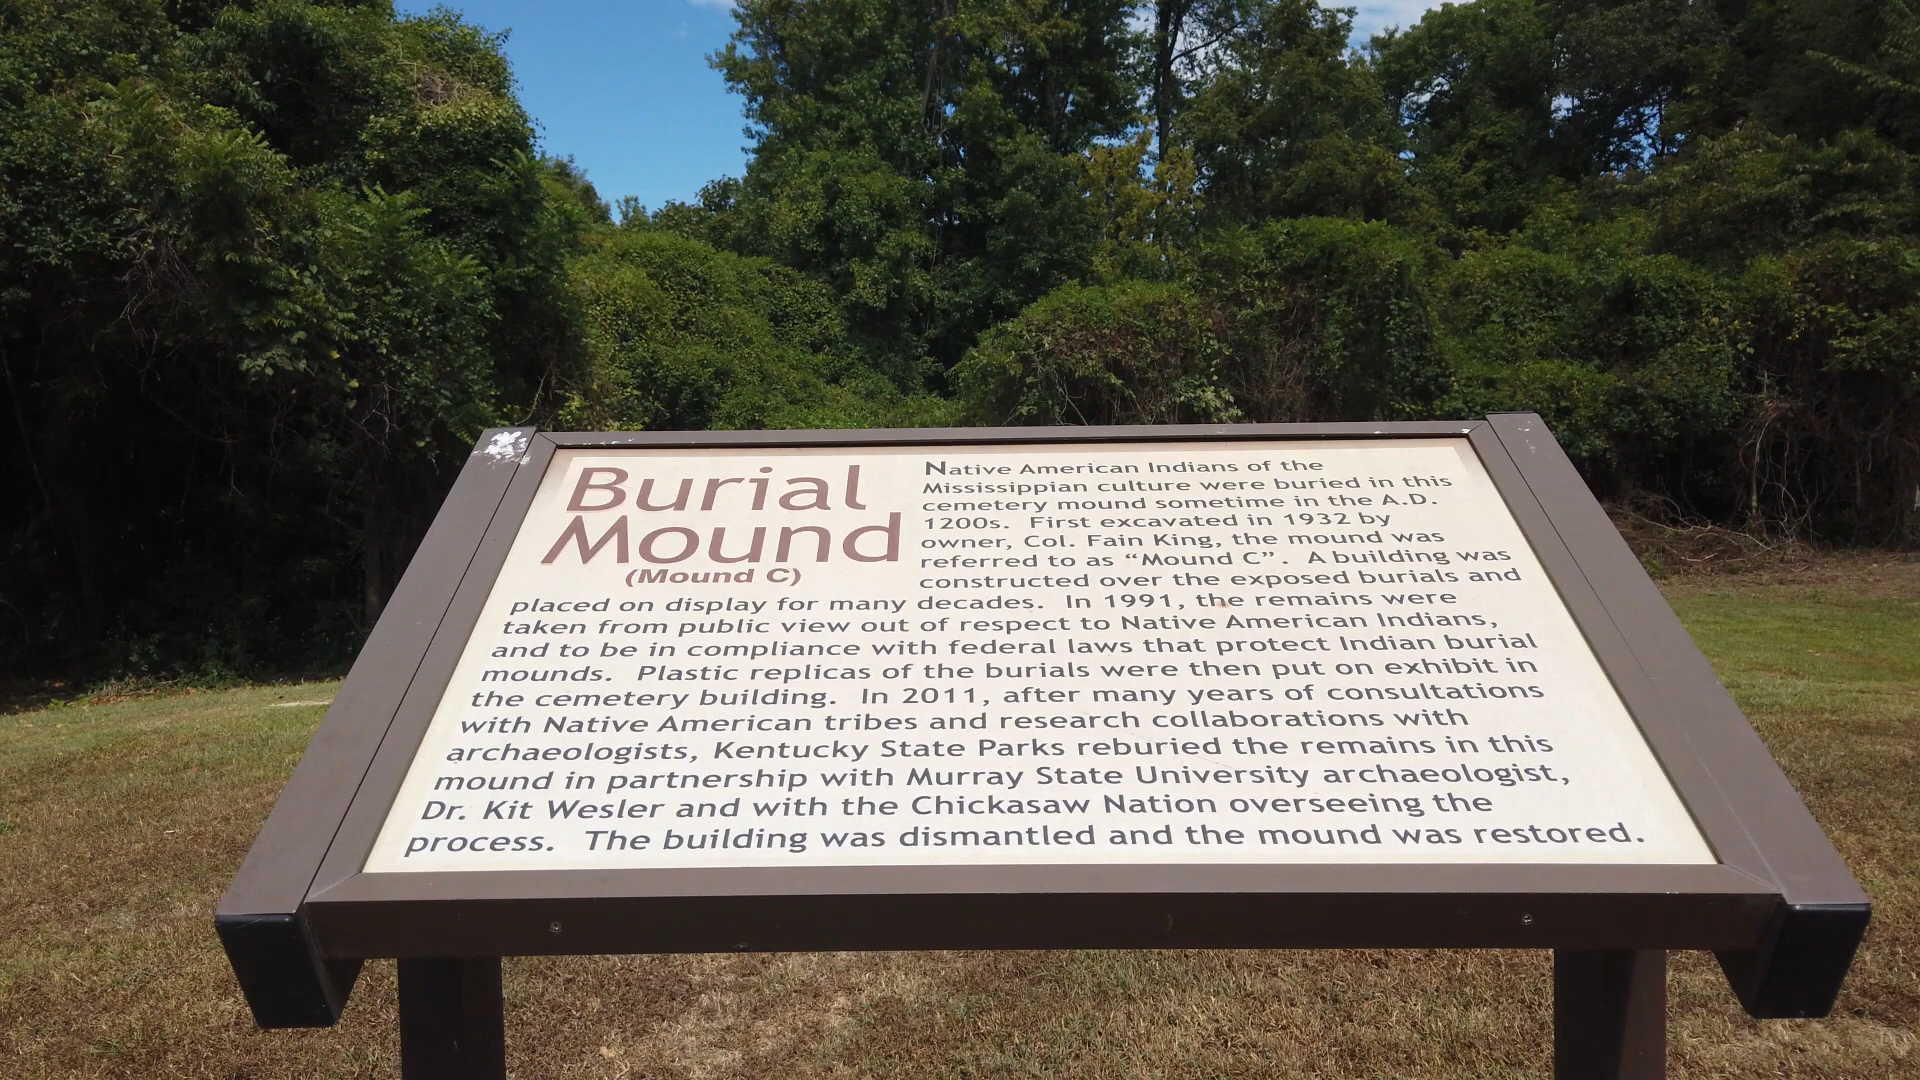 Burial
Mound
(Mound C)
Native American Indians of the
Mississippian culture were buried in this
cemetery mound sometime in the A.D.
1200s. First excavated in 1932 by
owner, Col. Fain King, the mound was
referred to as “Mound C”. A building was
constructed over the exposed burials and
placed on display for many decades. In 1991, the remains were
taken from public view out of respect to Native American Indians,
and to be in compliance with federal laws that protect Indian burial
mounds. Plastic replicas of the burials were then put on exhibit in
the cemetery building. In 2011, after many years of consultations
with Native American tribes and research collaborations with
archaeologists, Kentucky State Parks reburied the remains in this
mound in partnership with Murray State University archaeologist,
Dr. Kit Wesler and with the Chickasaw Nation overseeing the
process. The building was dismantled and the mound was restored.